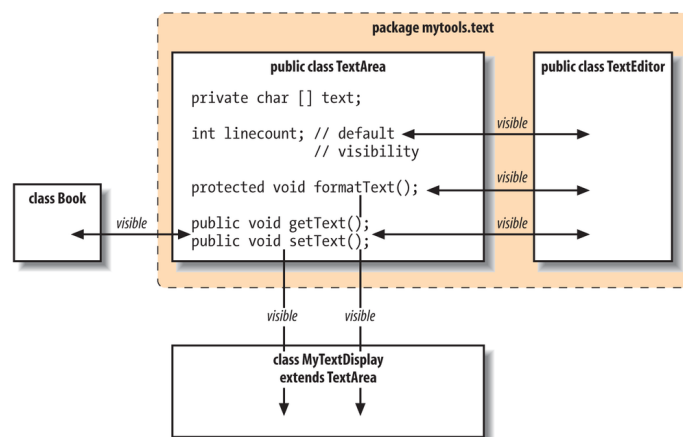 package mytools.text
public class TextArea
public class TextEditor
private char [] text;
int linecount; // default
visible
// visibility
protected void formatText();
visible
class Book
visible
public void getText();
public void setText();
visible
visible
visible
class MyTextDisplay
extends TextArea